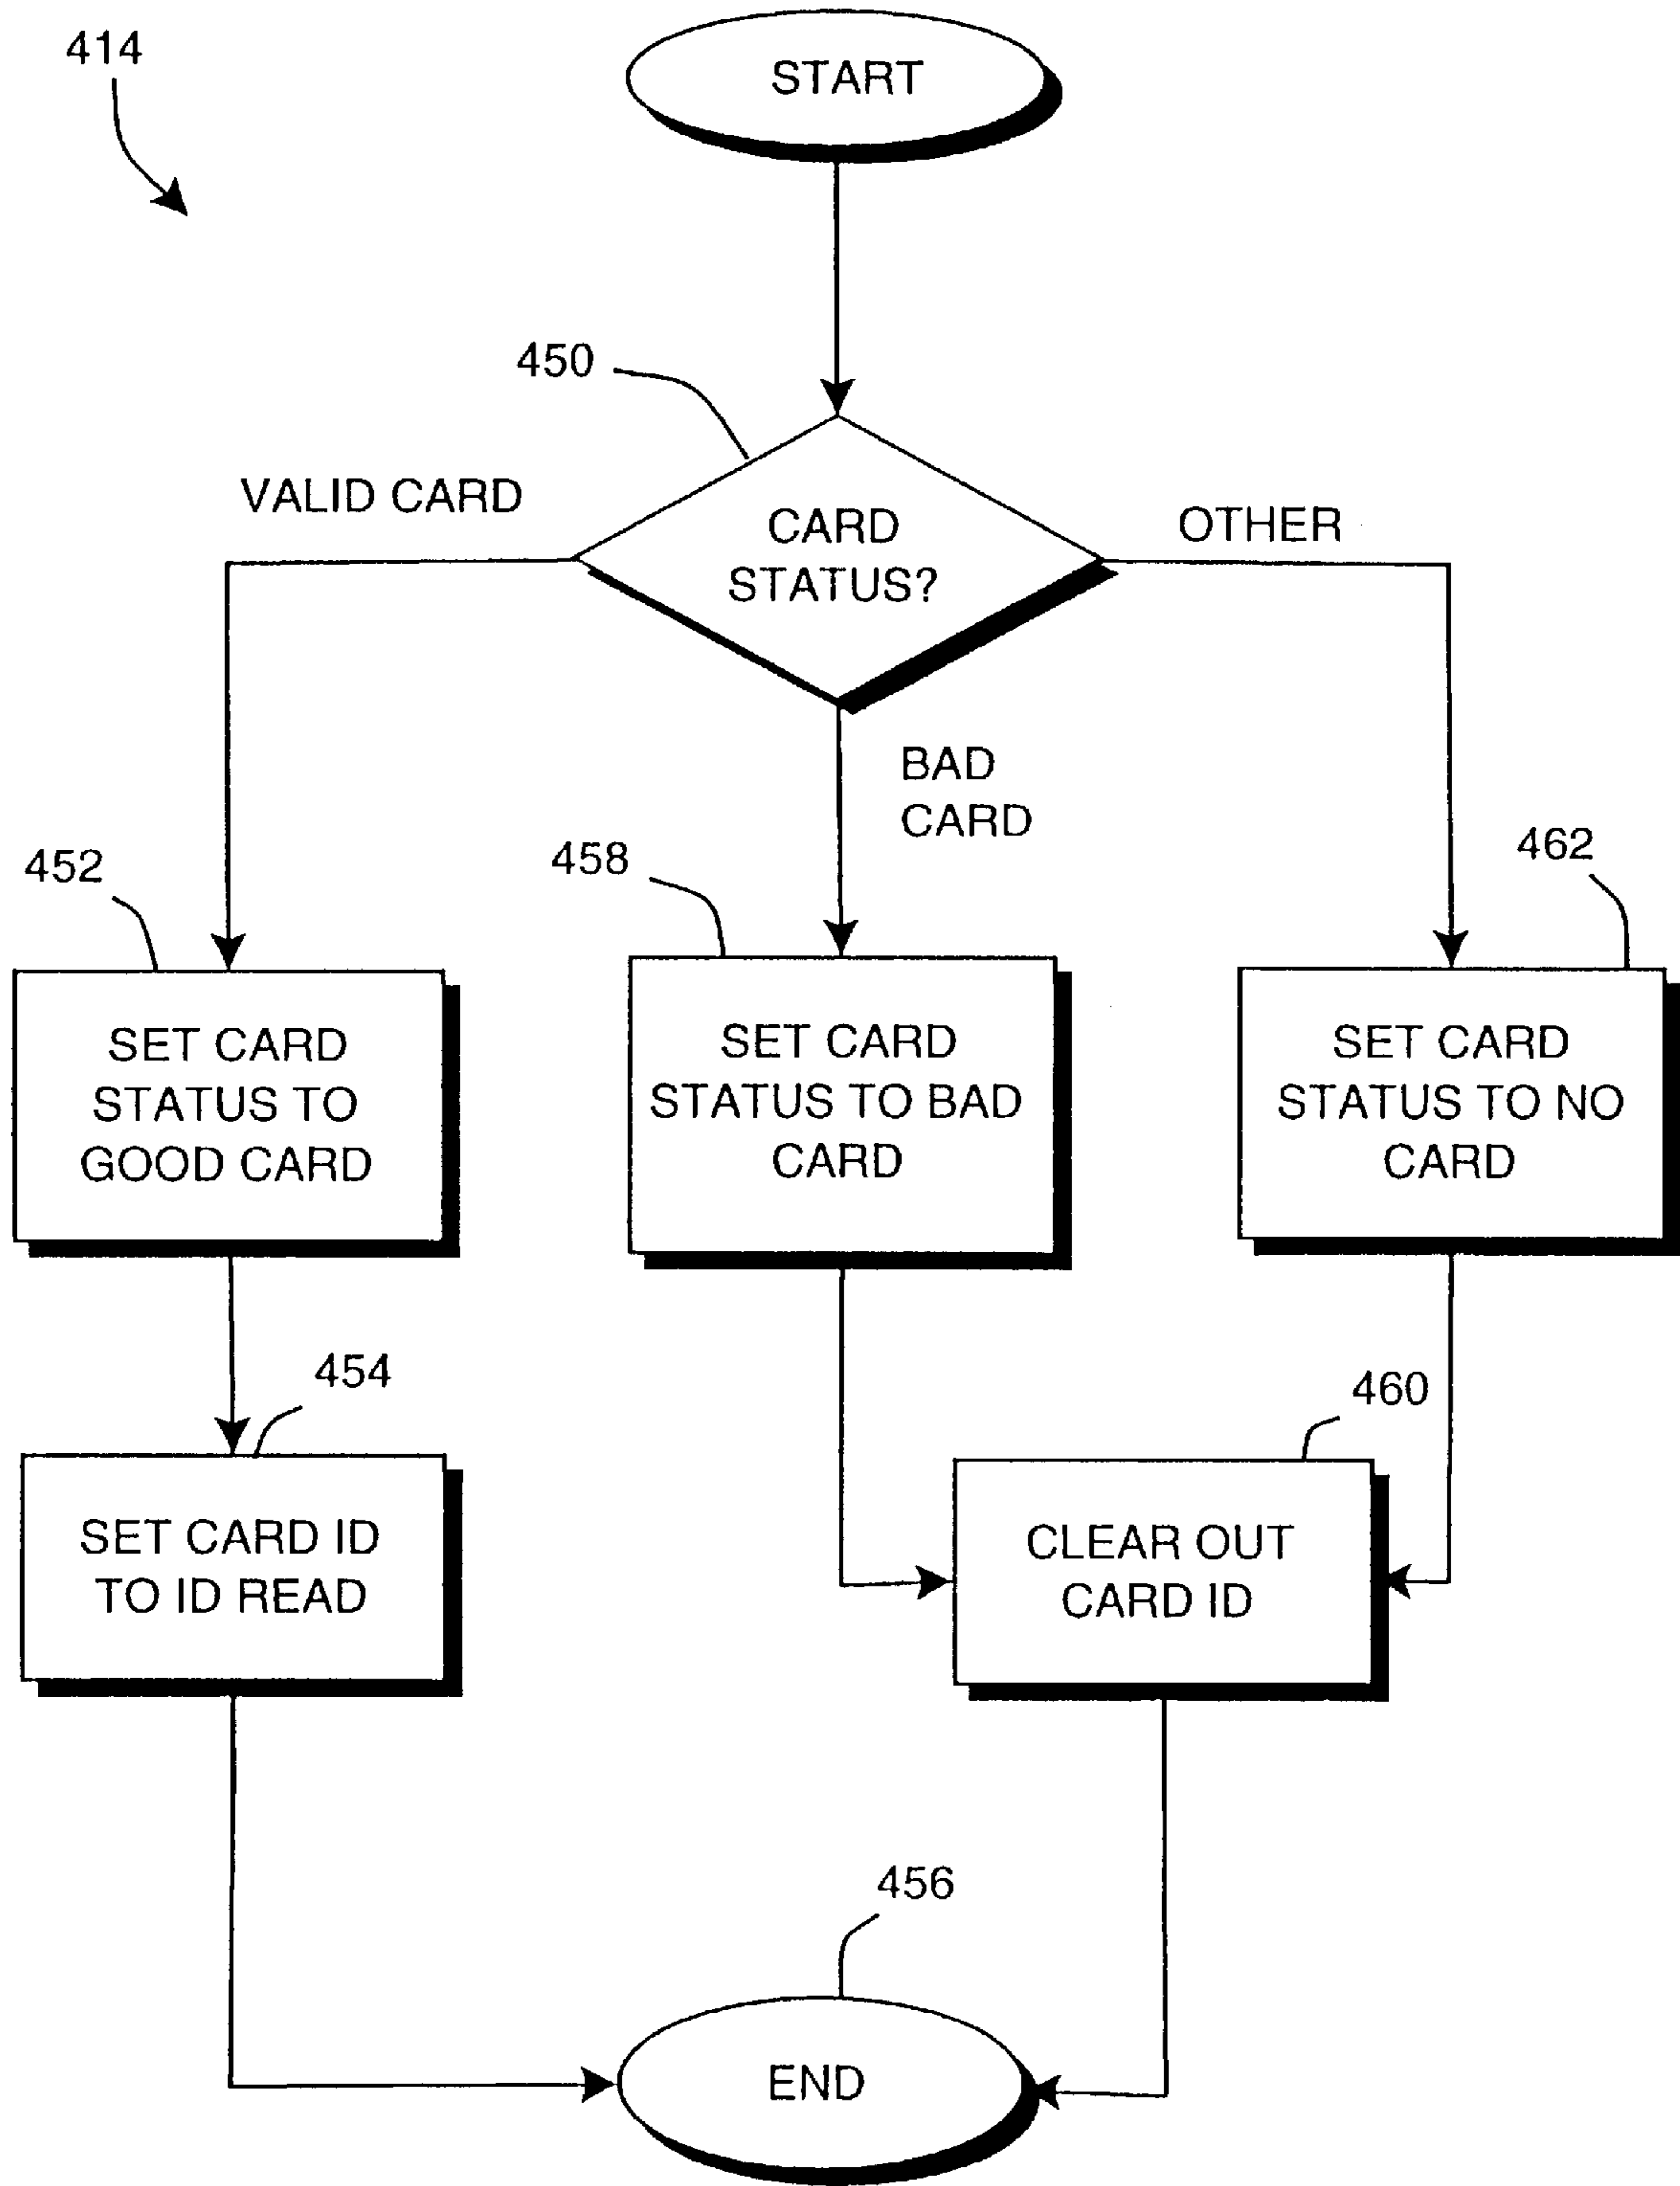 414
START
450
VALID CARD
CARD
STATUS?
OTHER
BAD
CARD
452
458
462
SET CARD
STATUS TO
GOOD CARD
SET CARD
STATUS TO BAD
CARD
SET CARD
STATUS TO NO
CARD
454
460
SET CARD ID
TO ID READ
CLEAR OUT
CARD ID
456
END